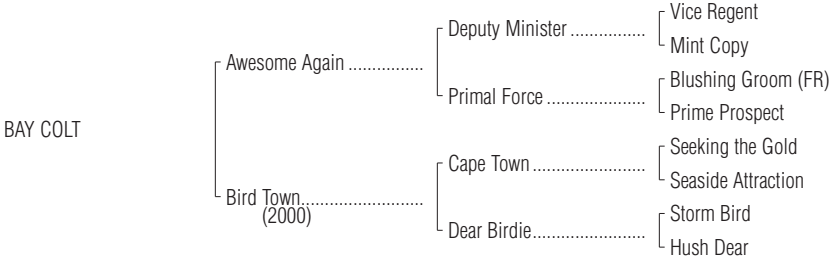 Vice Regent
Deputy Minister ................
Mint Copy
Awesome Again ................
Blushing Groom (FR)
Primal Force .....................
Prime Prospect
BAY COLT
Seeking the Gold
Cape Town ........................
Seaside Attraction
Bird Town..........................
(2000)
Storm Bird
Dear Birdie........................
Hush Dear